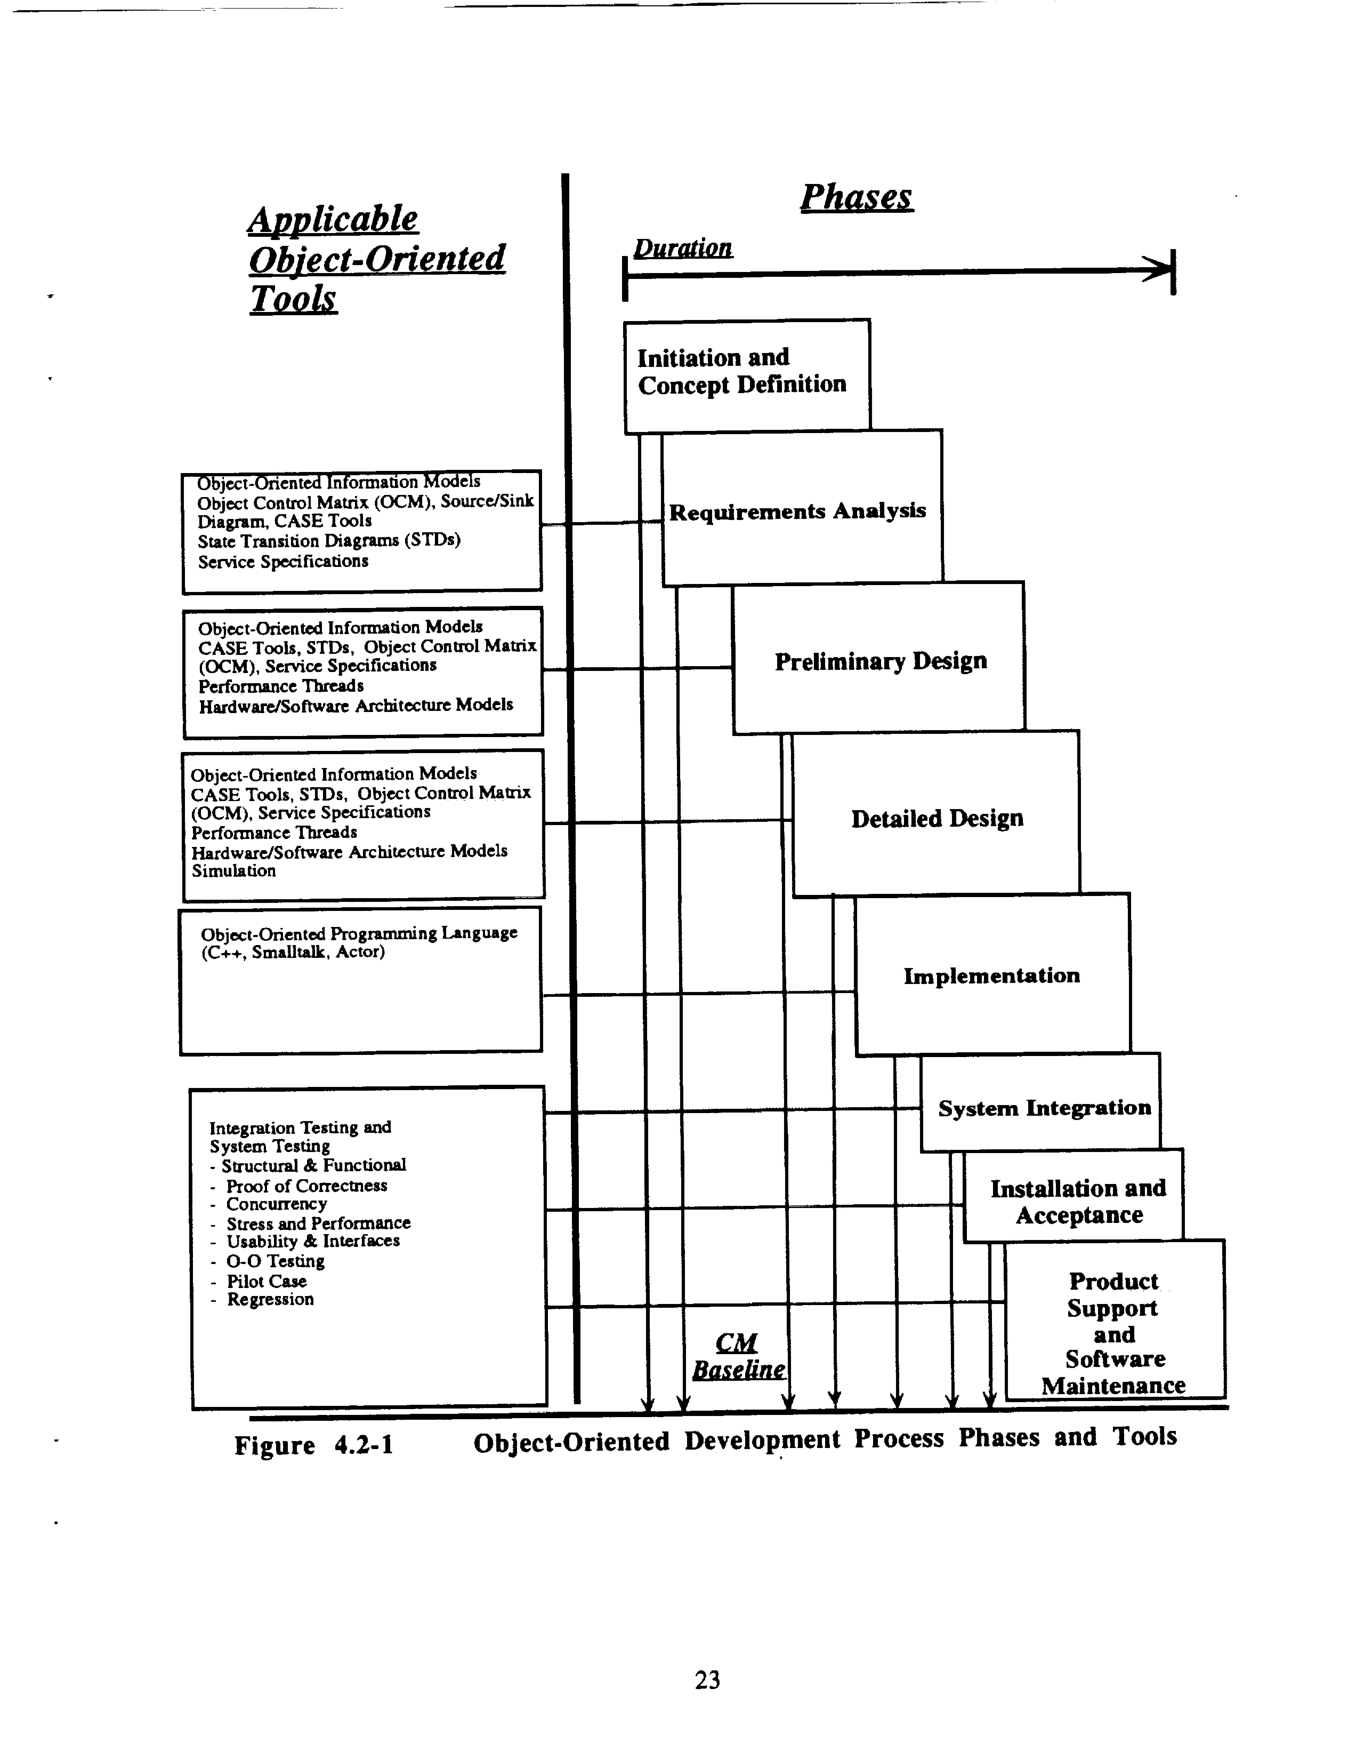 Applicable
Object-Oriented
Tools
Phases
Duration
Initiation and
Concept Definition
Object-Oriented Information Models
Object Control Matrix (OCM), Source/Sink
Diagram, CASE Tools
State Transition Diagrams (STDs)
Service Specifications
Requirements Analysis
Object-Oriented Information Models
CASE Tools, STDs, Object Control Matrix
(OCM), Service Specifications
Performance Threads
Hardware/Software Architecture Models
Preliminary Design
Object-Oriented Information Models
CASE Tools, STDs, Object Control Matrix
(OCM), Service Specifications
Performance Threads
Hardware/Software Architecture Models
Simulation
Detailed Design
Object-Oriented Programming Language
(C++, Smalltalk, Actor)
Implementation
Integration Testing and
System Testing
- Structural & Functional
- Proof of Correctness
- Concurrency
- Stress and Performance
- Usability & Interfaces
- O-O Testing
- Pilot Case
- Regression
System Integration
Installation and
Acceptance
Product
Support
and
Software
Maintenance
CM
Baseline
Figure 4.2-1 Object-Oriented Development Process Phases and Tools
23